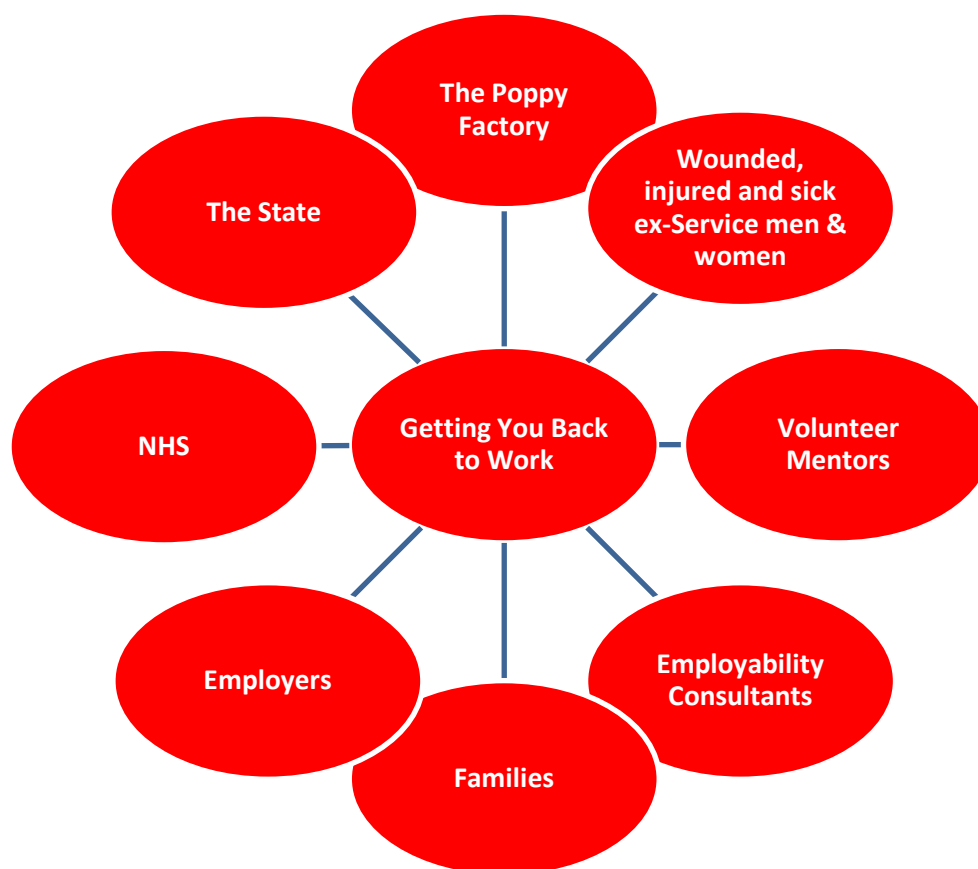 The Poppy
Factory
Wounded,
injured and sick
ex-Service men &
women
The State
Getting You Back
to Work
NHS
Volunteer
Mentors
Employers
Employability
Consultants
Families